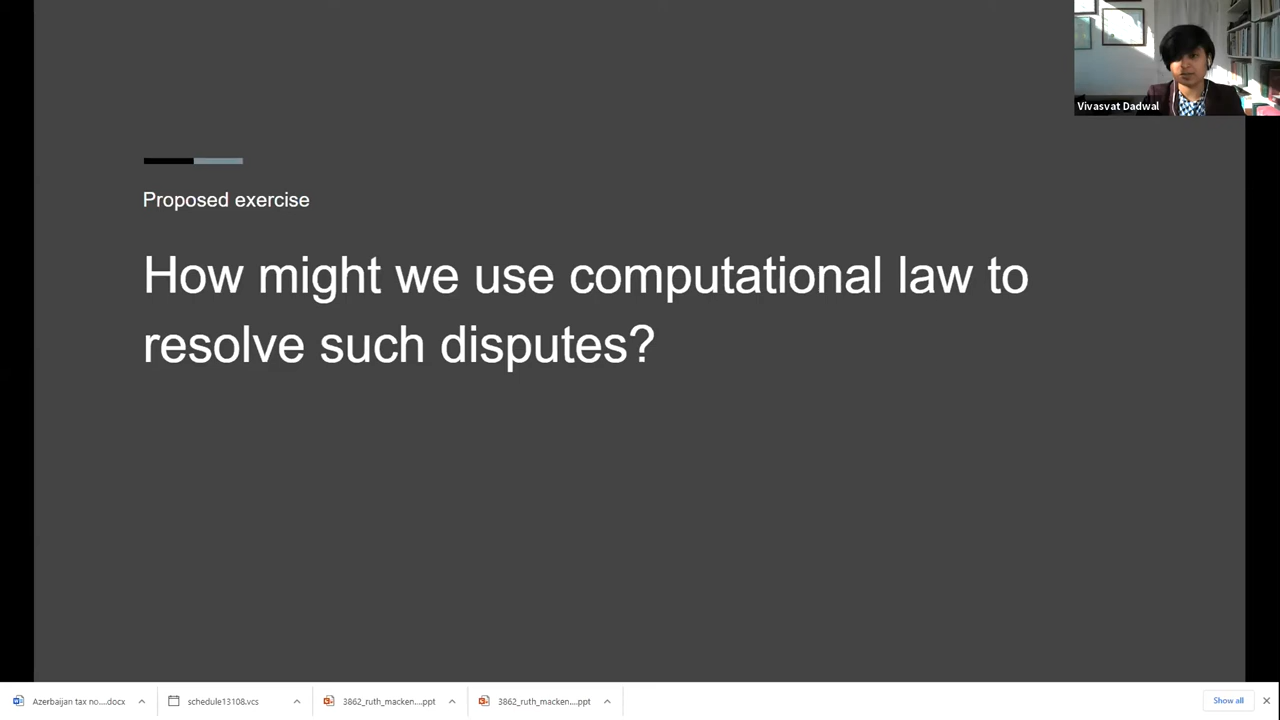 Vivasvat Dadwal
Proposed exercise
How might we use computational law to
resolve such disputes?
Azerbaijan tax no....docx
schedule13108.vcs
3862_ruth_macken....ppt
3862_ruth_macken....ppt
Show all